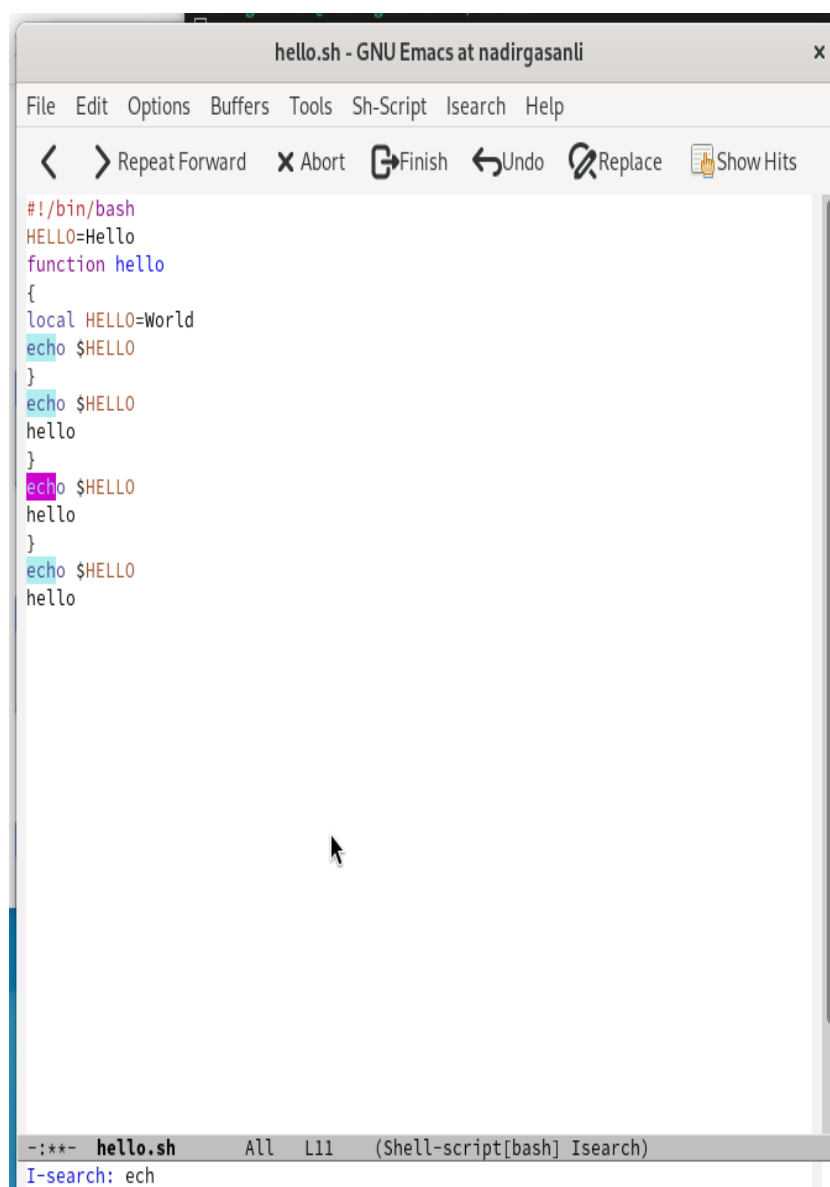 hello.sh - GNU Emacs at nadirgasanli ×
File Edit Options Buffers Tools Sh-Script Isearch Help
Repeat Forward Abort Finish Undo Replace Show Hits
#!/bin/bash
HELLO=Hello
function hello
{
local HELLO=World
echo $HELLO
}
echo $HELLO
hello
}
echo $HELLO
hello
}
echo $HELLO
hello
-:**- hello.sh All L11 (Shell-script[bash] Isearch)
I-search: ech